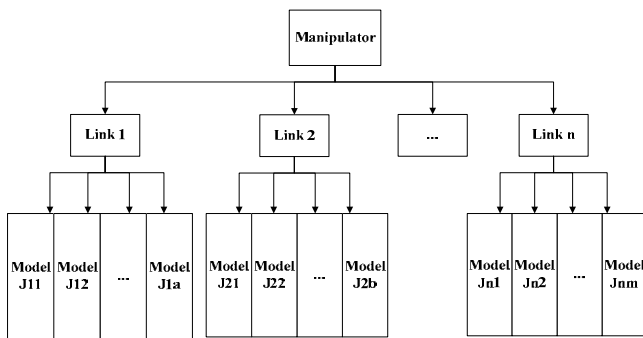 Manipulator
Link 1
Link 2
...
Link n
Model
J11
Model
J12
...
Model
J1a
Model
J21
Model
J22
...
Model
J2b
Model
Jn1
Model
Jn2
...
Model
Jnm